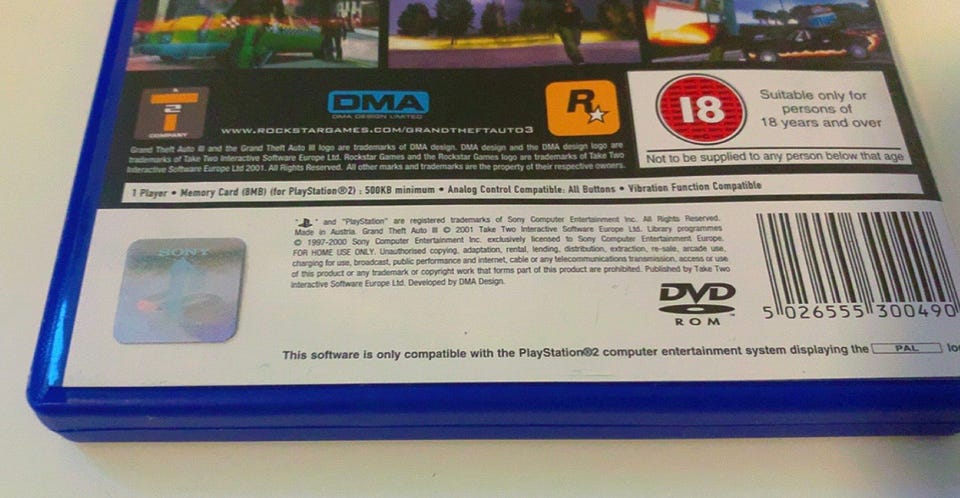 T
2
COMPANY
DMA
DMA DESIGN LIMITED
R
WWW.ROCKSTARGAMES.COM/GRANDTHEFTAUTO3
18
Suitable only for
persons of
18 years and over
Not to be supplied to any person below that age
Grand Theft Auto III and the Grand Theft Auto III logo are trademarks of DMA design. DMA design and the DMA design logo are
trademarks of Take Two Interactive Software Europe Ltd. Rockstar Games and the Rockstar Games logo are trademarks of Take Two
Interactive Software Europe Ltd 2001. All Rights Reserved. All other marks and trademarks are the property of their respective owners.
1 Player • Memory Card (8MB) (for PlayStation®2) : 500KB minimum • Analog Control Compatible: All Buttons • Vibration Function Compatible
SONY
" " and "PlayStation" are registered trademarks of Sony Computer Entertainment Inc. All Rights Reserved.
Made in Austria. Grand Theft Auto III © 2001 Take Two Interactive Software Europe Ltd. Library programmes
© 1997-2000 Sony Computer Entertainment Inc. exclusively licensed to Sony Computer Entertainment Europe.
FOR HOME USE ONLY. Unauthorised copying, adaptation, rental, lending, distribution, extraction, re-sale, arcade use,
charging for use, broadcast, public performance and internet, cable or any telecommunications transmission, access or use
of this product or any trademark or copyright work that forms part of this product are prohibited. Published by Take Two
Interactive Software Europe Ltd. Developed by DMA Design.
DVD
ROM
5 026555 300490
This software is only compatible with the PlayStation®2 computer entertainment system displaying the PAL